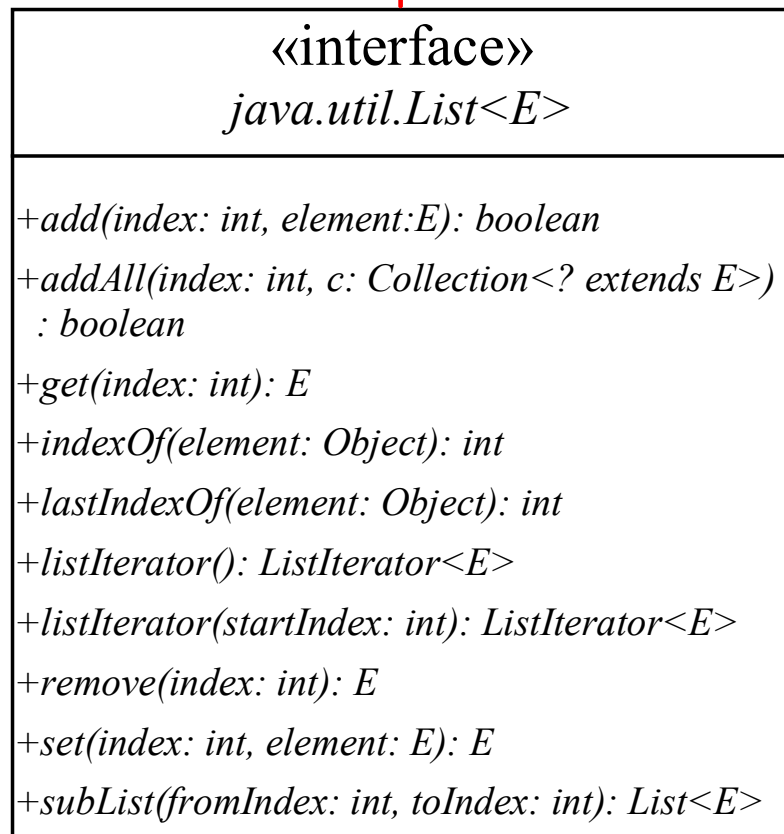 «interface»
java.util.List<E>
+add(index: int, element:E): boolean
+addAll(index: int, c: Collection<? extends E>)
: boolean
+get(index: int): E
+indexOf(element: Object): int
+lastIndexOf(element: Object): int
+listIterator(): ListIterator<E>
+listIterator(startIndex: int): ListIterator<E>
+remove(index: int): E
+set(index: int, element: E): E
+subList(fromIndex: int, toIndex: int): List<E>